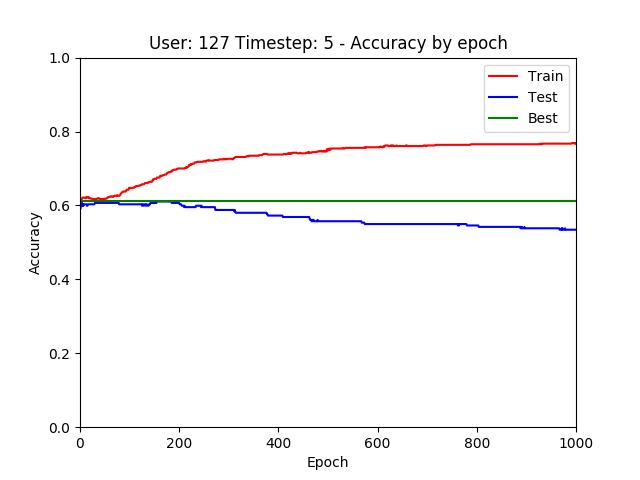 User: 127 Timestep: 5 - Accuracy by epoch
1.0
Train
Test
Best
0.8
0.6
0.4
0.2
0.0
Accuracy
0 200 400 600 800 1000
Epoch